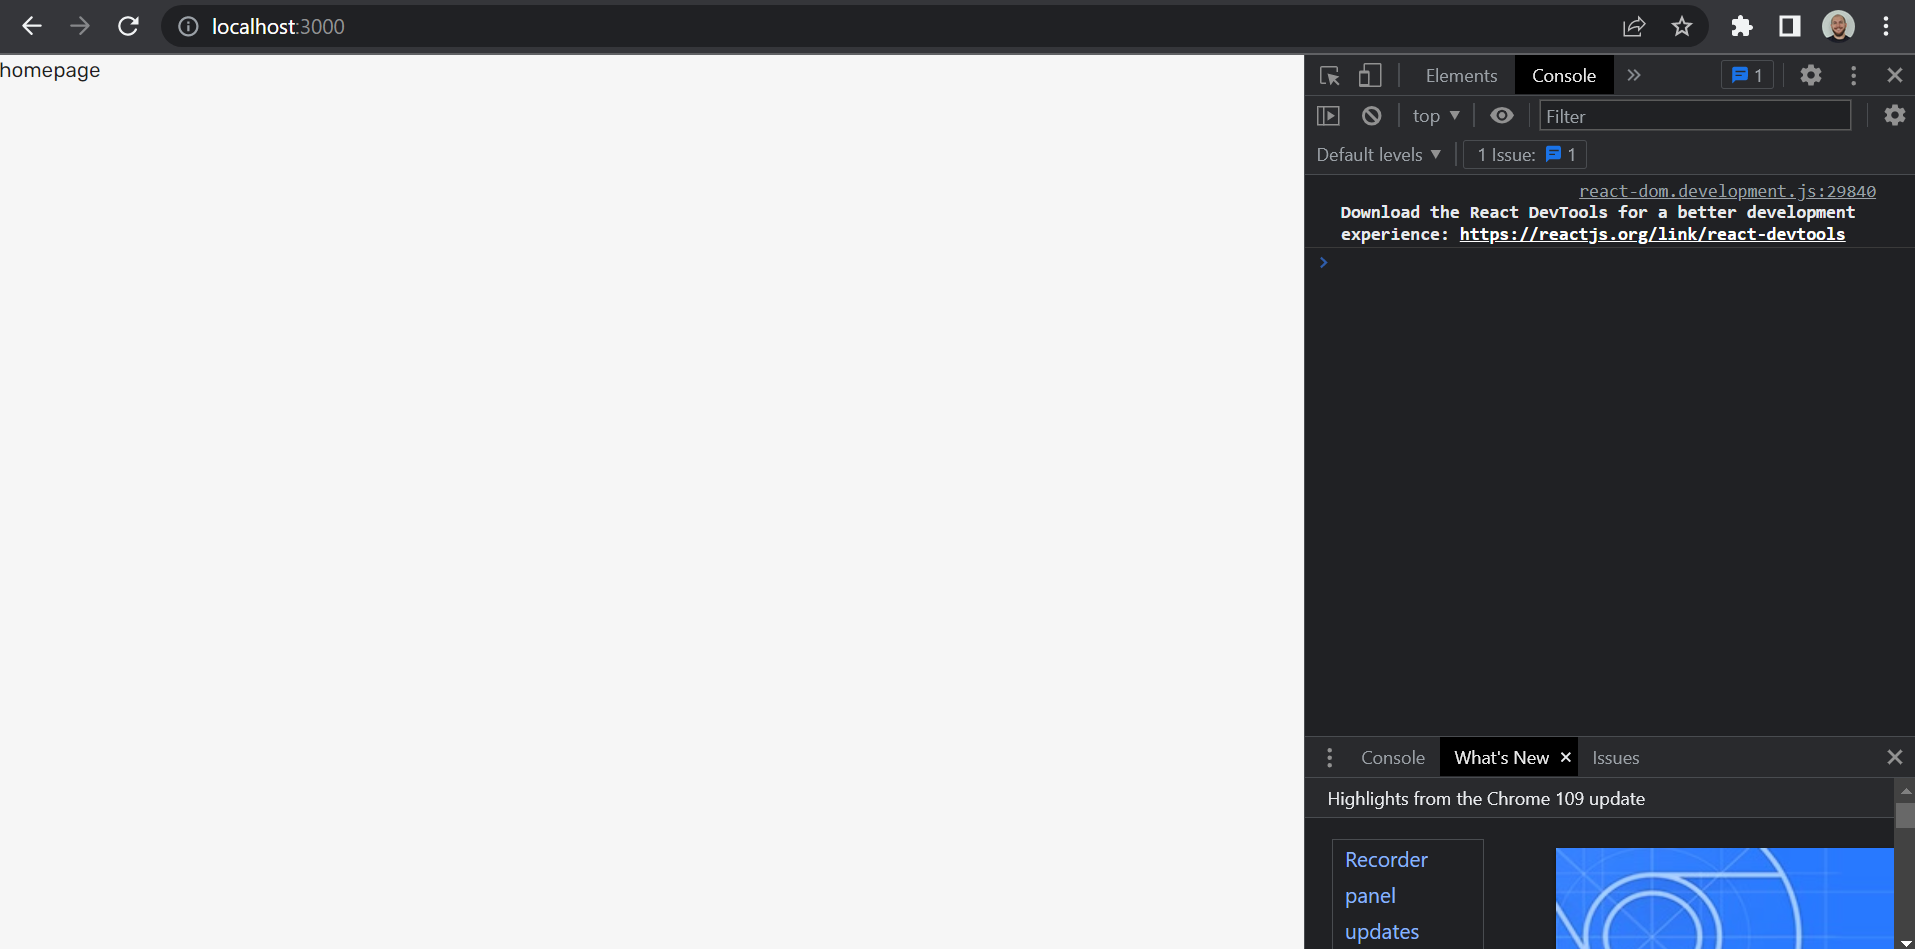 localhost:3000
homepage
Elements Console 1
top Filter
Default levels 1 Issue: 1
react-dom.development.js:29840
Download the React DevTools for a better development
experience: https://reactjs.org/link/react-devtools
Console What's New Issues
Highlights from the Chrome 109 update
Recorder
panel
updates